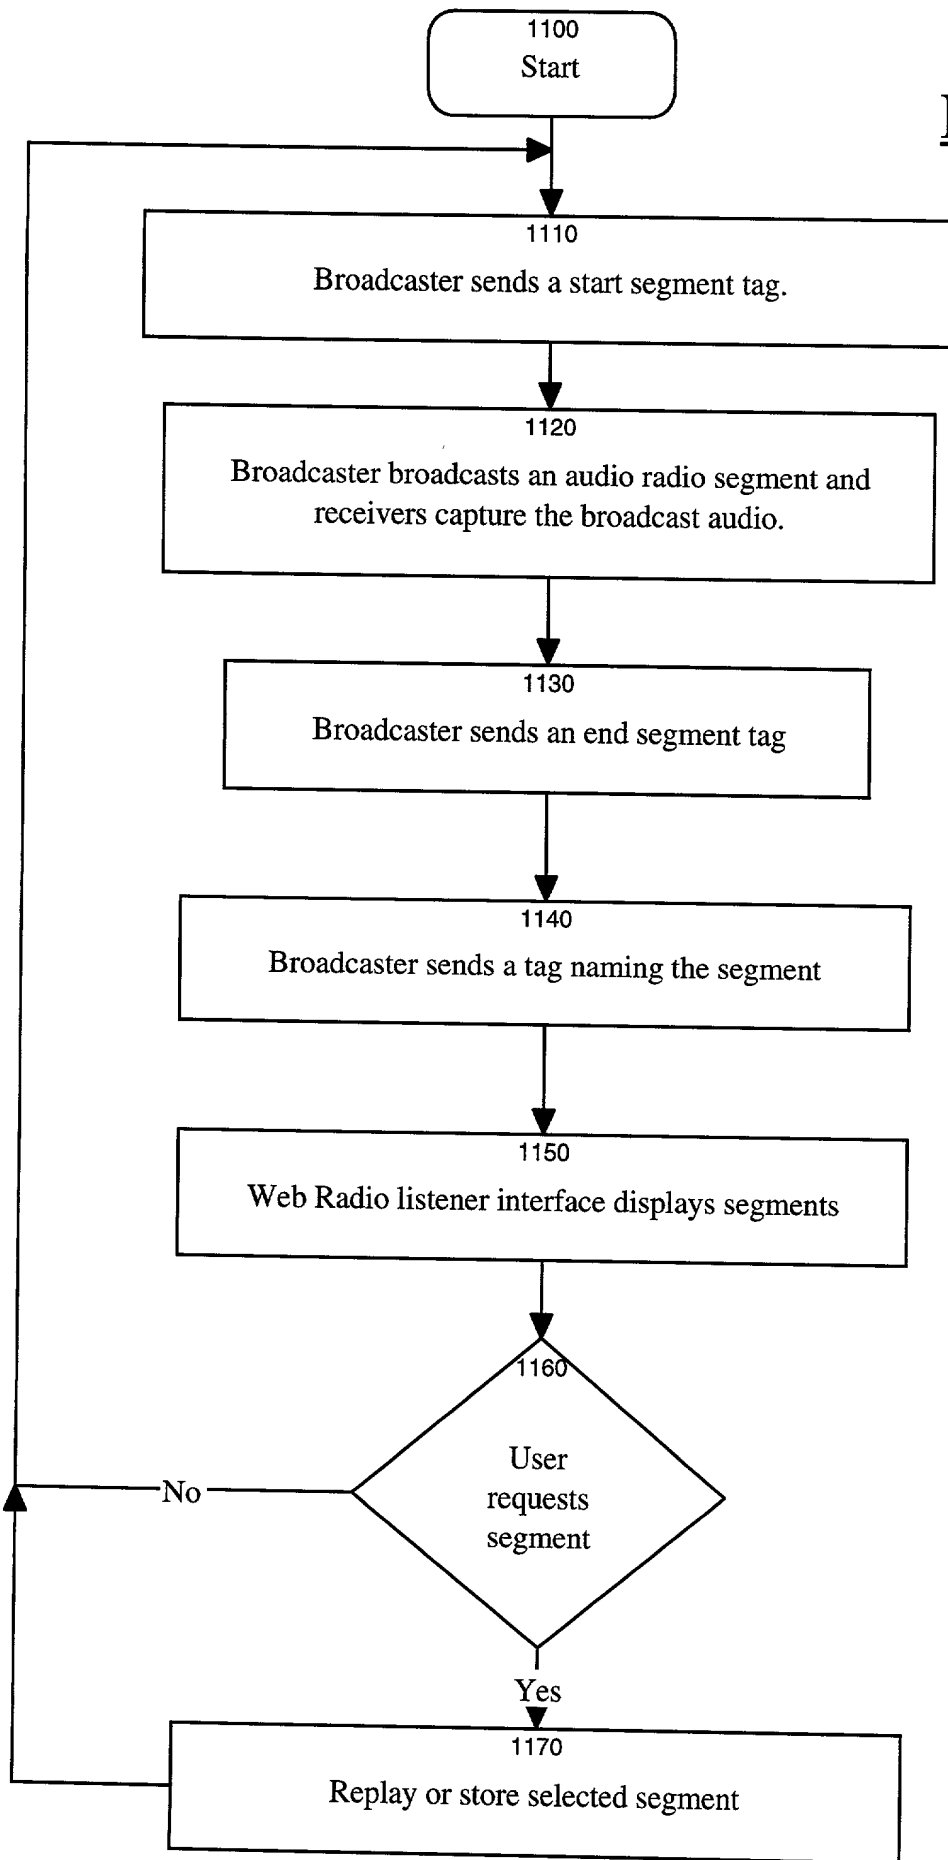 1100
Start
1110
Broadcaster sends a start segment tag.
1120
Broadcaster broadcasts an audio radio segment and
receivers capture the broadcast audio.
1130
Broadcaster sends an end segment tag
1140
Broadcaster sends a tag naming the segment
1150
Web Radio listener interface displays segments
1160
User
requests
segment
No
Yes
1170
Replay or store selected segment